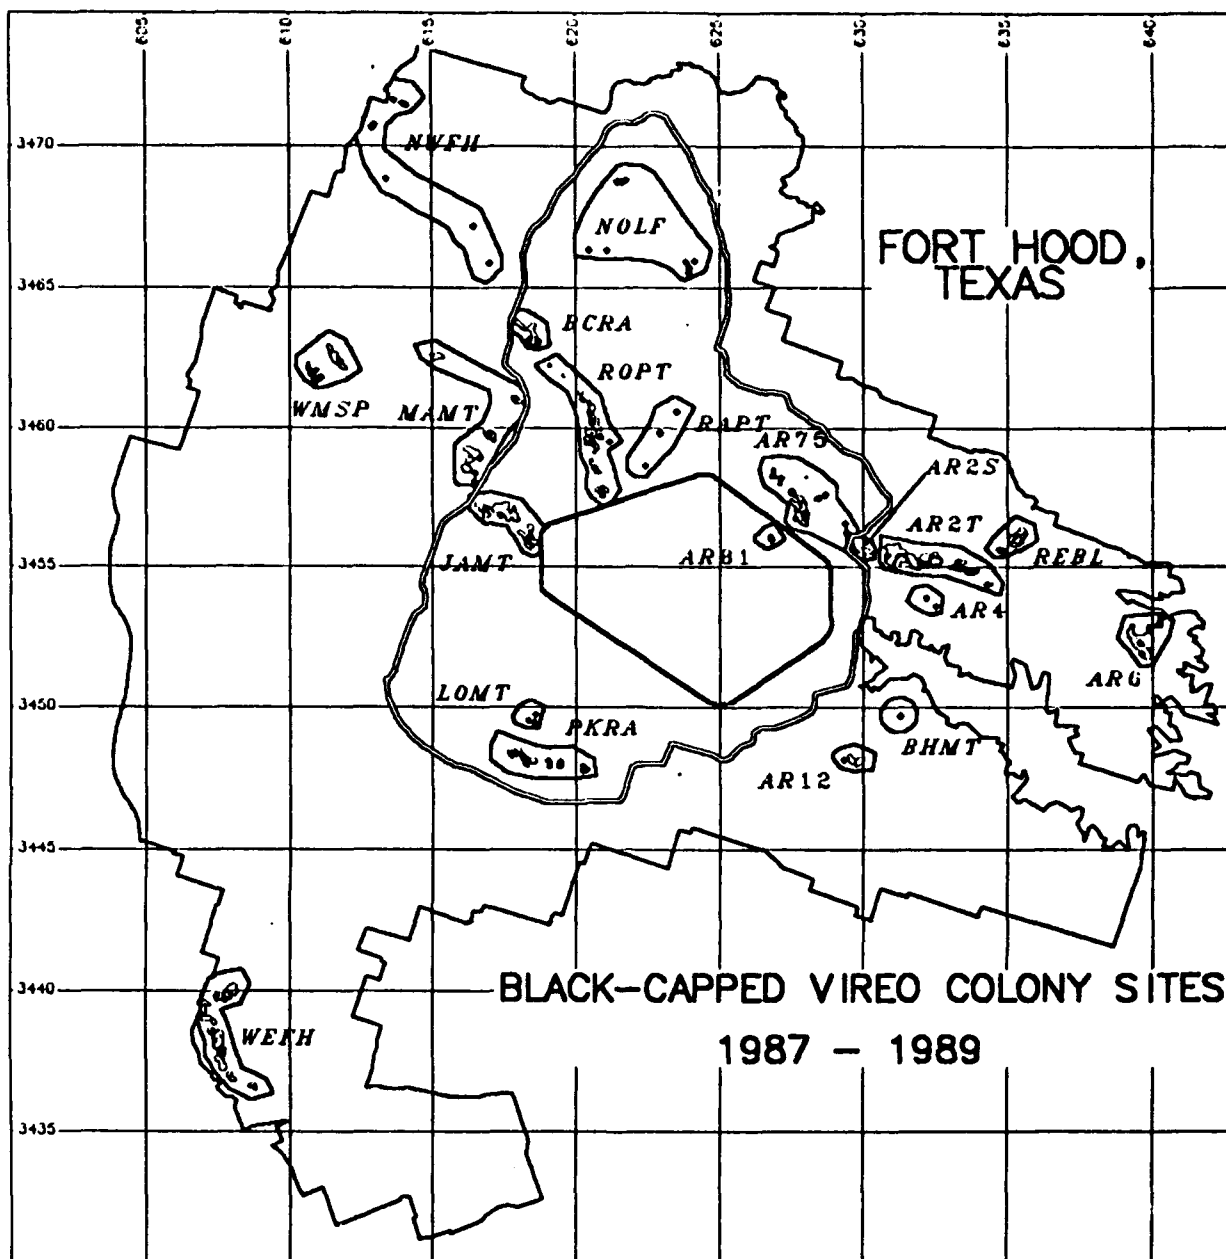 605 610 615 620 625 630 635 640
3470
NWFH
NOLF
FORT HOOD,
TEXAS
3465
BCRA
ROPT
WMSP
MAMT
3460
RAPT
AR75
AR2S
AR2T
JAMT
ARB1
REBL
3455
AR4
ARG
LOMT
3450
PKRA
BHMT
AR12
3445
3440
BLACK-CAPPED VIREO COLONY SITES
WEFH
1987 - 1989
3435